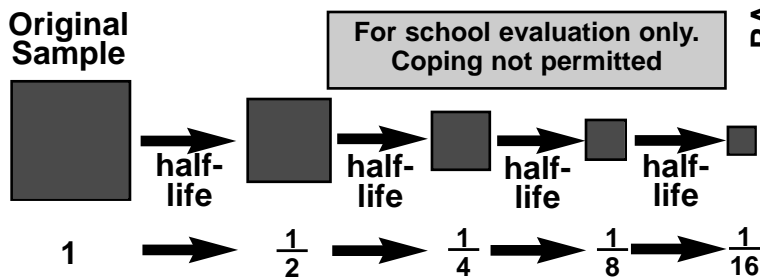 Original
Sample
For school evaluation only.
Coping not permitted
half-
life
half-
life
half-
life
half-
life
1
1/2
1/4
1/8
1/16